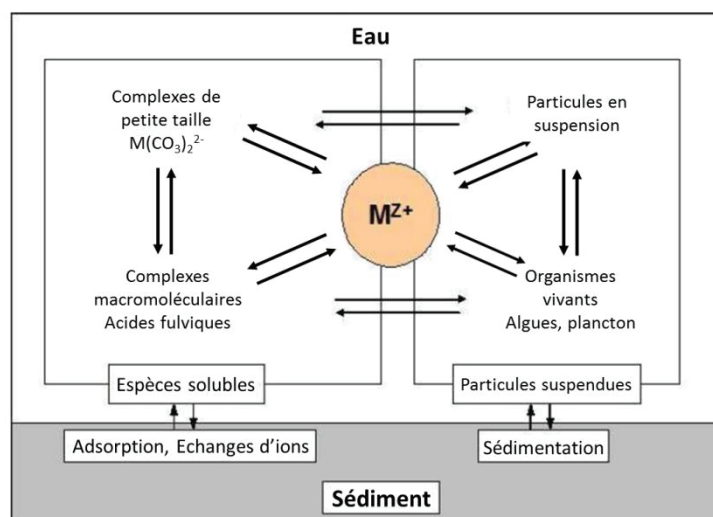 Eau
Complexes de
petite taille
M(CO₃)₂²⁻
Particules en
suspension
Mᶻ⁺
Complexes
macromoléculaires
Acides fulviques
Organismes
vivants
Algues, plancton
Espèces solubles
Particules suspendues
Adsorption, Echanges d'ions
Sédimentation
Sédiment